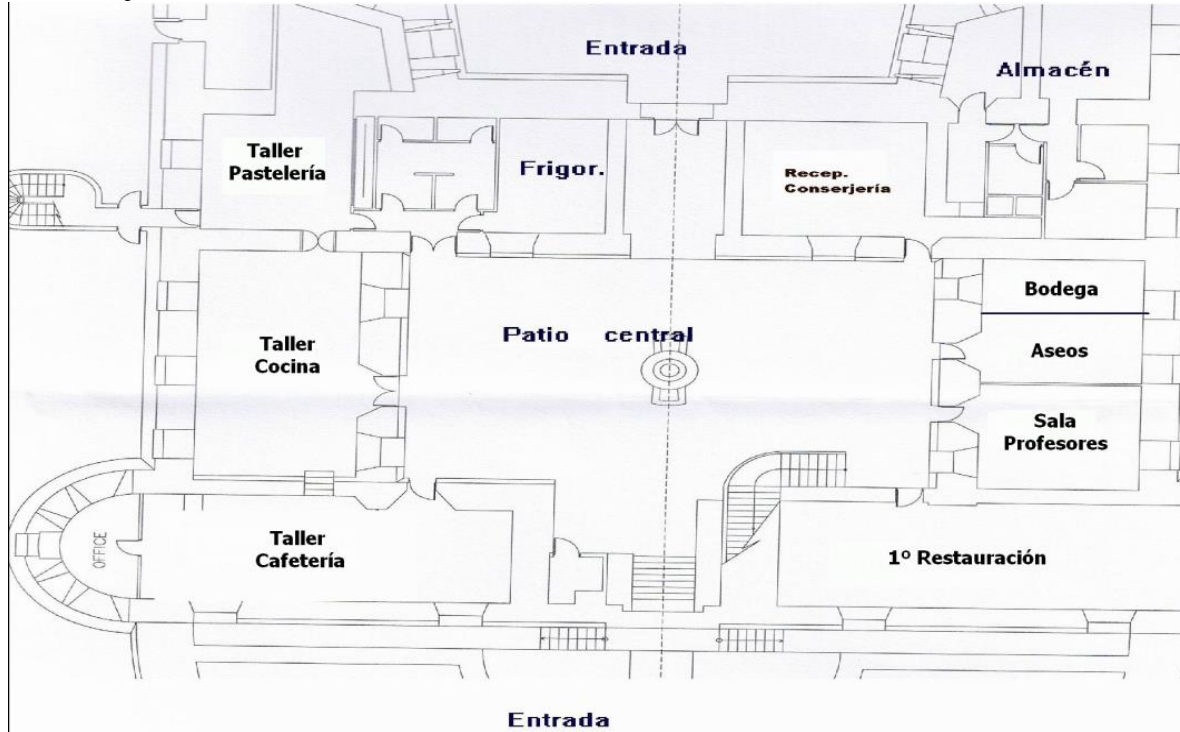 Entrada
Almacén
Taller
Pastelería
Frigor.
Recep.
Conserjería
Bodega
Patio central
Taller
Cocina
Aseos
Sala
Profesores
OFFICE
Taller
Cafetería
1º Restauración
Entrada